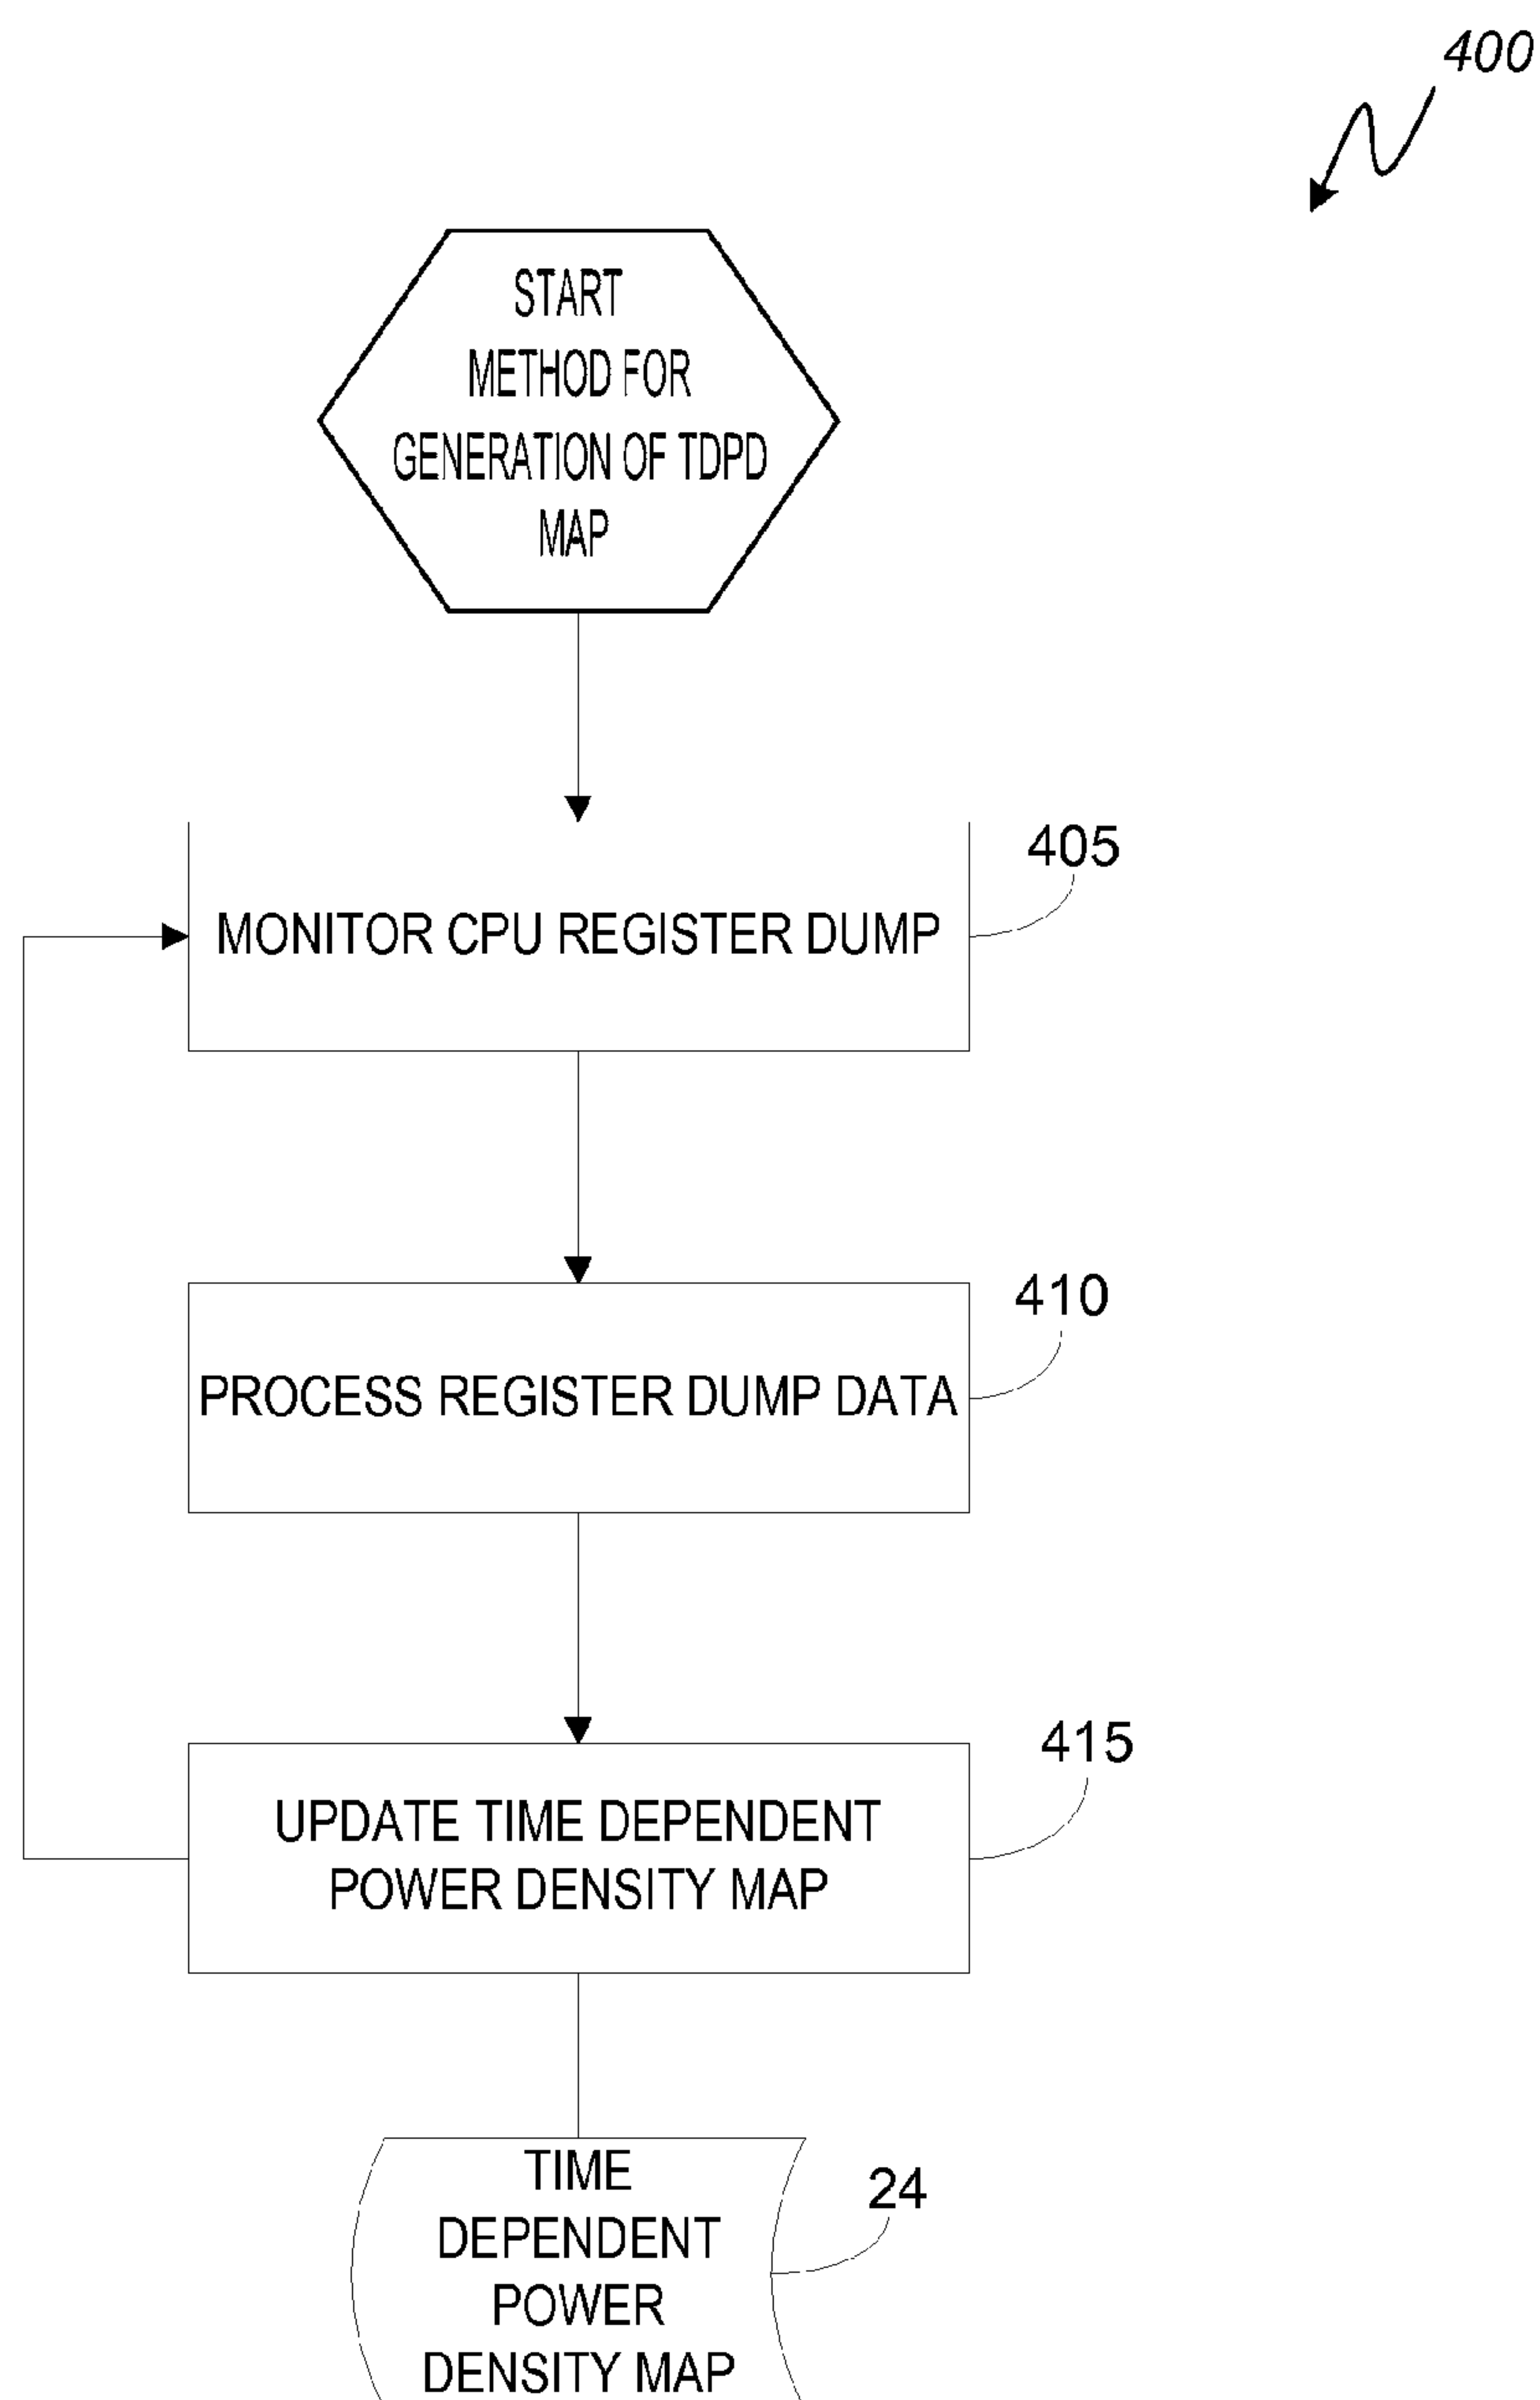 400
START
METHOD FOR
GENERATION OF TDPD
MAP
405
MONITOR CPU REGISTER DUMP
410
PROCESS REGISTER DUMP DATA
415
UPDATE TIME DEPENDENT
POWER DENSITY MAP
24
TIME
DEPENDENT
POWER
DENSITY MAP